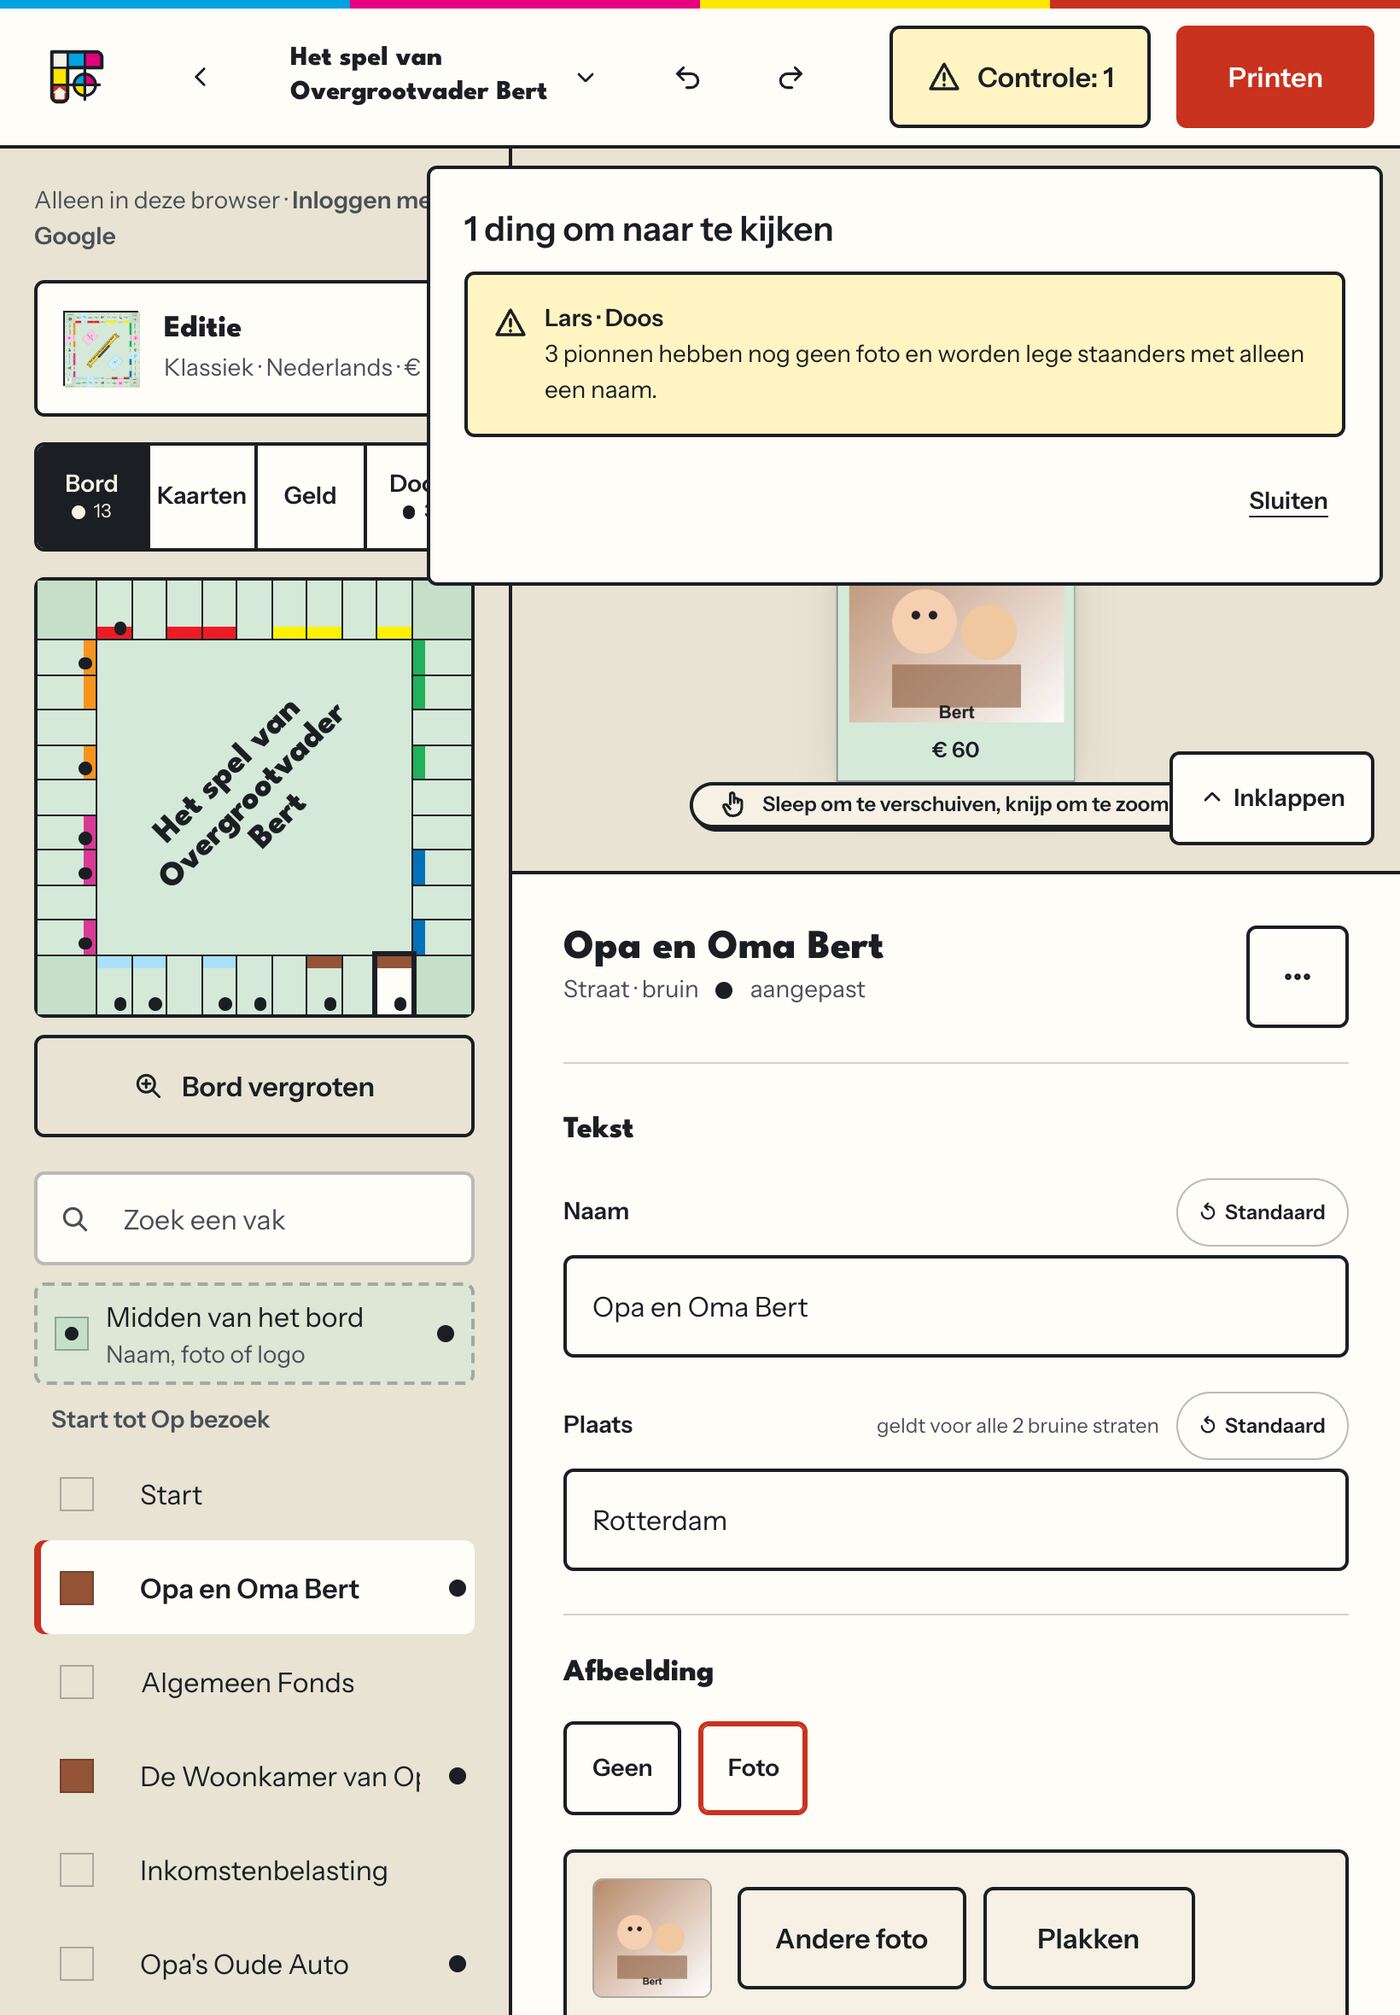 Het spel van
Overgrootvader Bert
Controle: 1
Printen
Alleen in deze browser · Inloggen me
Google
Editie
Klassiek · Nederlands · €
Bord
13
Kaarten
Geld
1 ding om naar te kijken
Lars · Doos
3 pionnen hebben nog geen foto en worden lege staanders met alleen
een naam.
Sluiten
Het spel van
Overgrootvader
Bert
Bert
€ 60
Sleep om te verschuiven, knijp om te zoom
Inklappen
Bord vergroten
Zoek een vak
Midden van het bord
Naam, foto of logo
Start tot Op bezoek
Start
Opa en Oma Bert
Algemeen Fonds
De Woonkamer van Op
Inkomstenbelasting
Opa's Oude Auto
Opa en Oma Bert
Straat · bruin ● aangepast
Tekst
Naam
Standaard
Opa en Oma Bert
Plaats
geldt voor alle 2 bruine straten
Standaard
Rotterdam
Afbeelding
Geen
Foto
Bert
Andere foto
Plakken